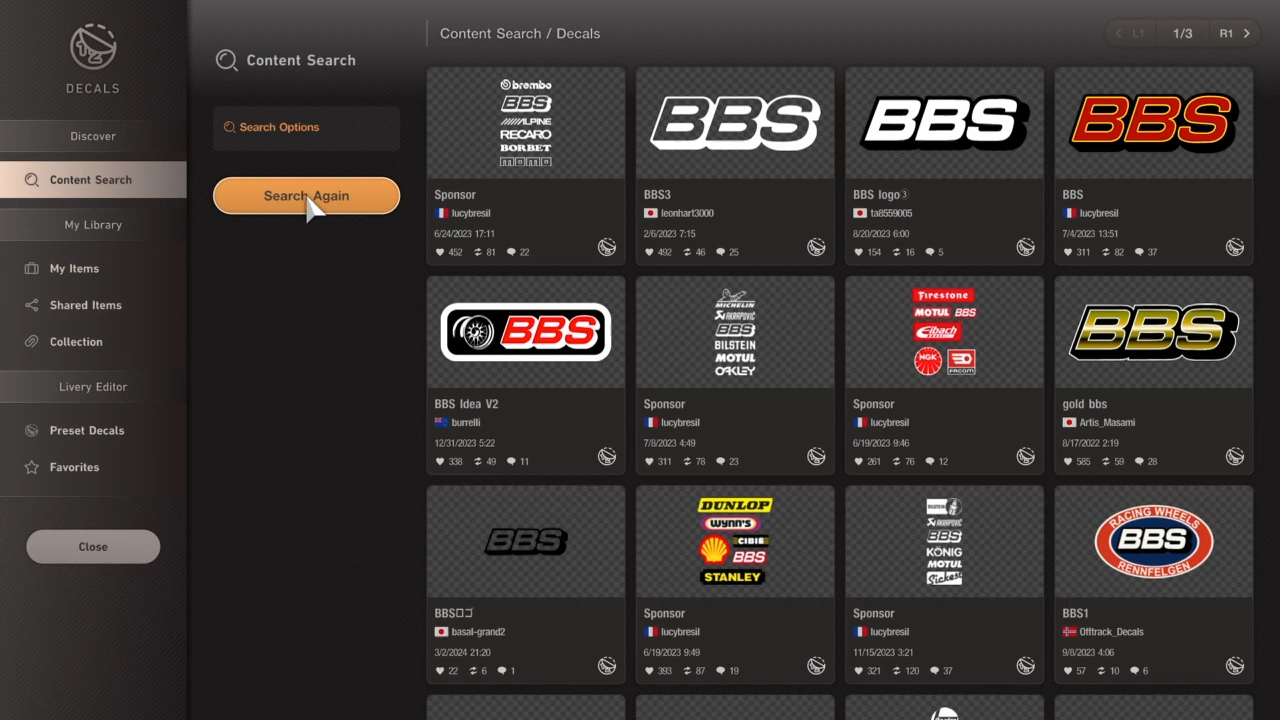 DECALS
Discover
Content Search
My Library
My Items
Shared Items
Collection
Livery Editor
Preset Decals
Favorites
Close
Content Search
Search Options
Search Again
Content Search / Decals
L1
1/3
R1
brembo
BBS
ALPINE
RECARO
BORBET
MOMO
Sponsor
lucybresil
6/24/2023 17:11
452 81 22
BBS
BBS3
leonhart3000
2/6/2023 7:15
492 46 25
BBS
BBS logo③
ta8559005
8/20/2023 6:00
154 16 5
BBS
BBS
lucybresil
7/4/2023 13:51
311 82 37
BBS
BBS Idea V2
burrelli
12/31/2023 5:22
338 49 11
MICHELIN
AKRAPOVIČ
BBS
BILSTEIN
MOTUL
OAKLEY
Sponsor
lucybresil
7/8/2023 4:49
311 78 23
Firestone
MOTUL BBS
Eibach
NGK FACOM
Sponsor
lucybresil
6/19/2023 9:46
261 76 12
BBS
gold bbs
Artis_Masami
8/17/2022 2:19
585 59 28
BBS
BBSロゴ
basal-grand2
3/2/2024 21:20
22 6 1
DUNLOP
Wynn's
CIBIE
BBS
STANLEY
Sponsor
lucybresil
6/19/2023 9:49
393 87 19
AKRAPOVIČ
BBS
KÖNIG
MOTUL
Sickest
Sponsor
lucybresil
11/15/2023 3:21
321 120 37
RACING WHEELS
BBS
RENNFELGEN
BBS1
Offtrack_Decals
9/8/2023 4:06
57 10 6